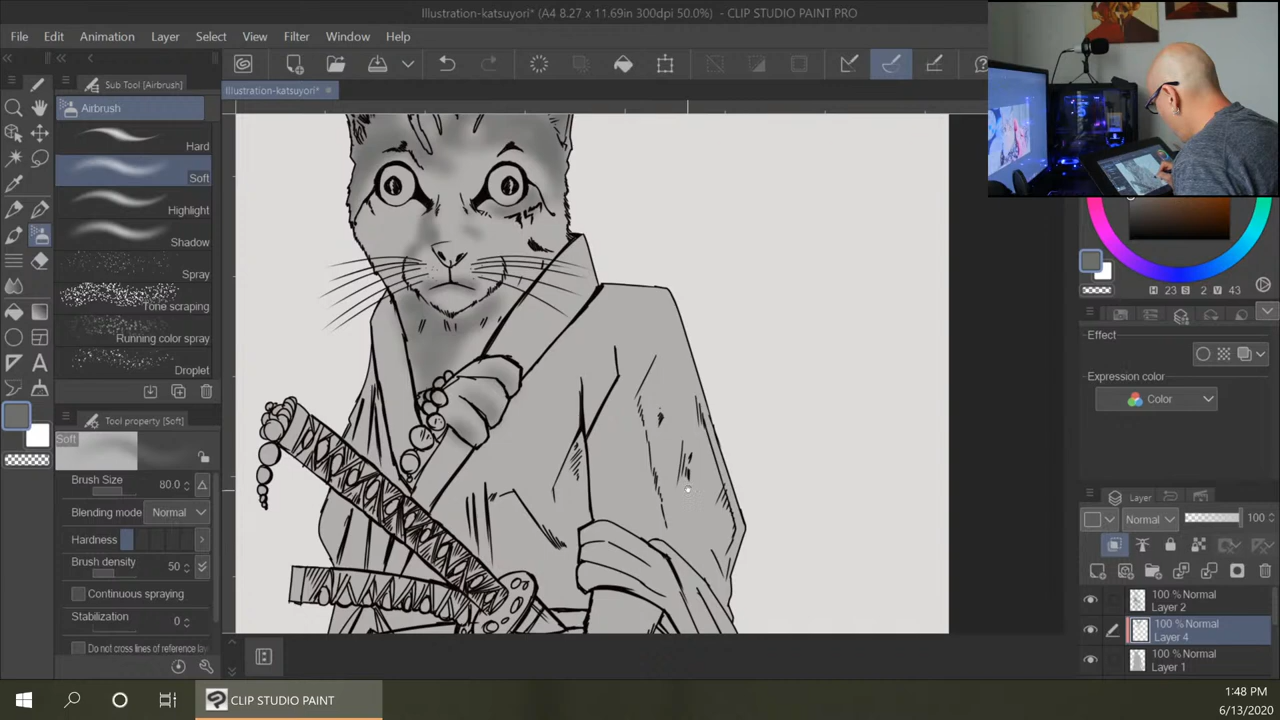 Illustration-katsuyori* (A4 8.27 x 11.69in 300dpi 50.0%) - CLIP STUDIO PAINT PRO
File Edit Animation Layer Select View Filter Window Help
Sub Tool [Airbrush]
Illustration-katsuyori*
Airbrush
Hard
Soft
Highlight
Shadow
Spray
Tone scraping
Running color spray
Droplet
Tool property [Soft]
Soft
Brush Size 80.0
Blending mode Normal
Hardness
Brush density 50
Continuous spraying
Stabilization 0
Do not cross lines of reference lay
H 23 S 2 V 43
Effect
Expression color
Color
Layer
Normal 100
100 % Normal
Layer 2
100 % Normal
Layer 4
100 % Normal
Layer 1
CLIP STUDIO PAINT
1:48 PM
6/13/2020